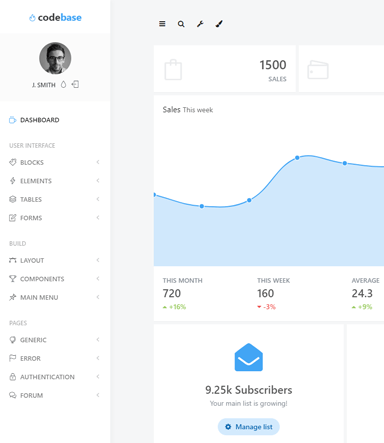 codebase
J. SMITH
DASHBOARD
USER INTERFACE
BLOCKS
ELEMENTS
TABLES
FORMS
BUILD
LAYOUT
COMPONENTS
MAIN MENU
PAGES
GENERIC
ERROR
AUTHENTICATION
FORUM
1500
SALES
Sales This week
THIS MONTH THIS WEEK AVERAGE
720 160 24.3
+16% -3% +9%
9.25k Subscribers
Your main list is growing!
Manage list